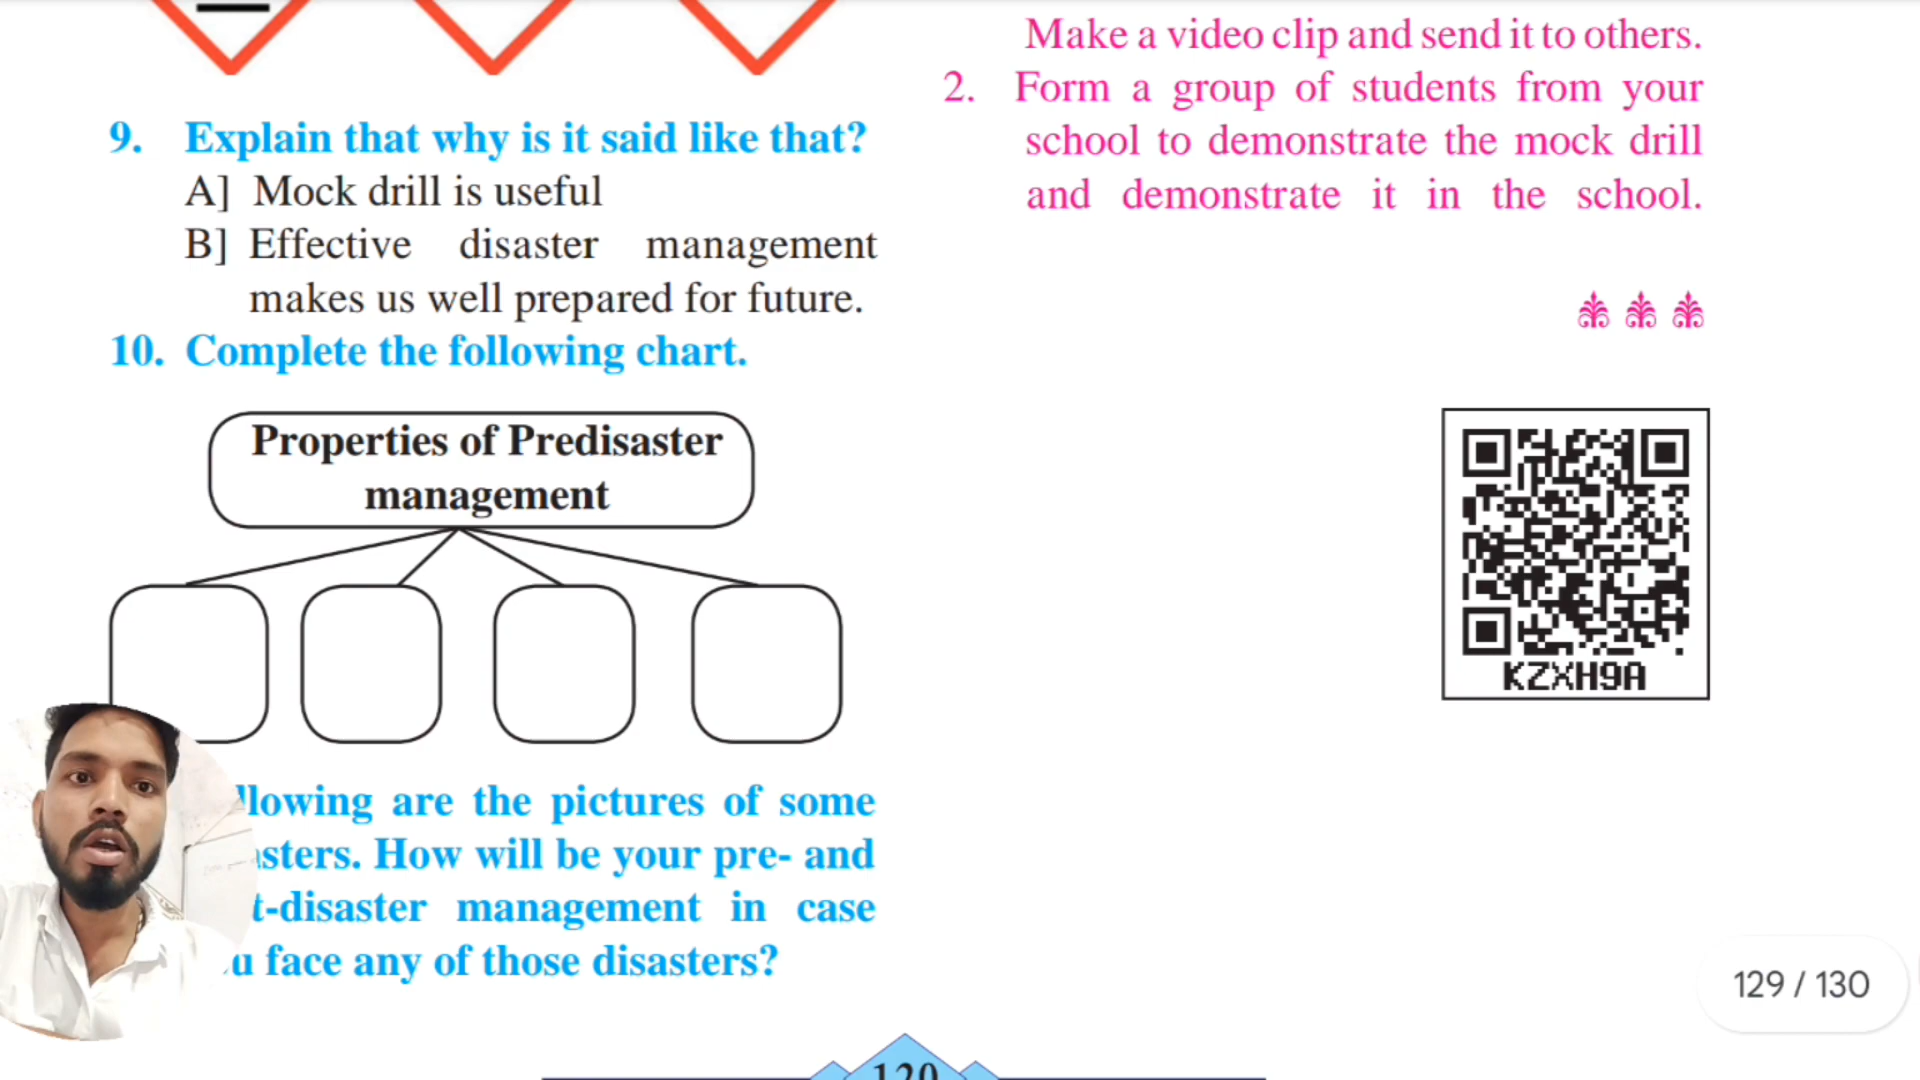 9. Explain that why is it said like that?
A] Mock drill is useful
B] Effective disaster management
makes us well prepared for future.
10. Complete the following chart.
Properties of Predisaster
management
llowing are the pictures of some
sters. How will be your pre- and
t-disaster management in case
u face any of those disasters?
Make a video clip and send it to others.
2. Form a group of students from your
school to demonstrate the mock drill
and demonstrate it in the school.
KZXH9A
129 / 130
120